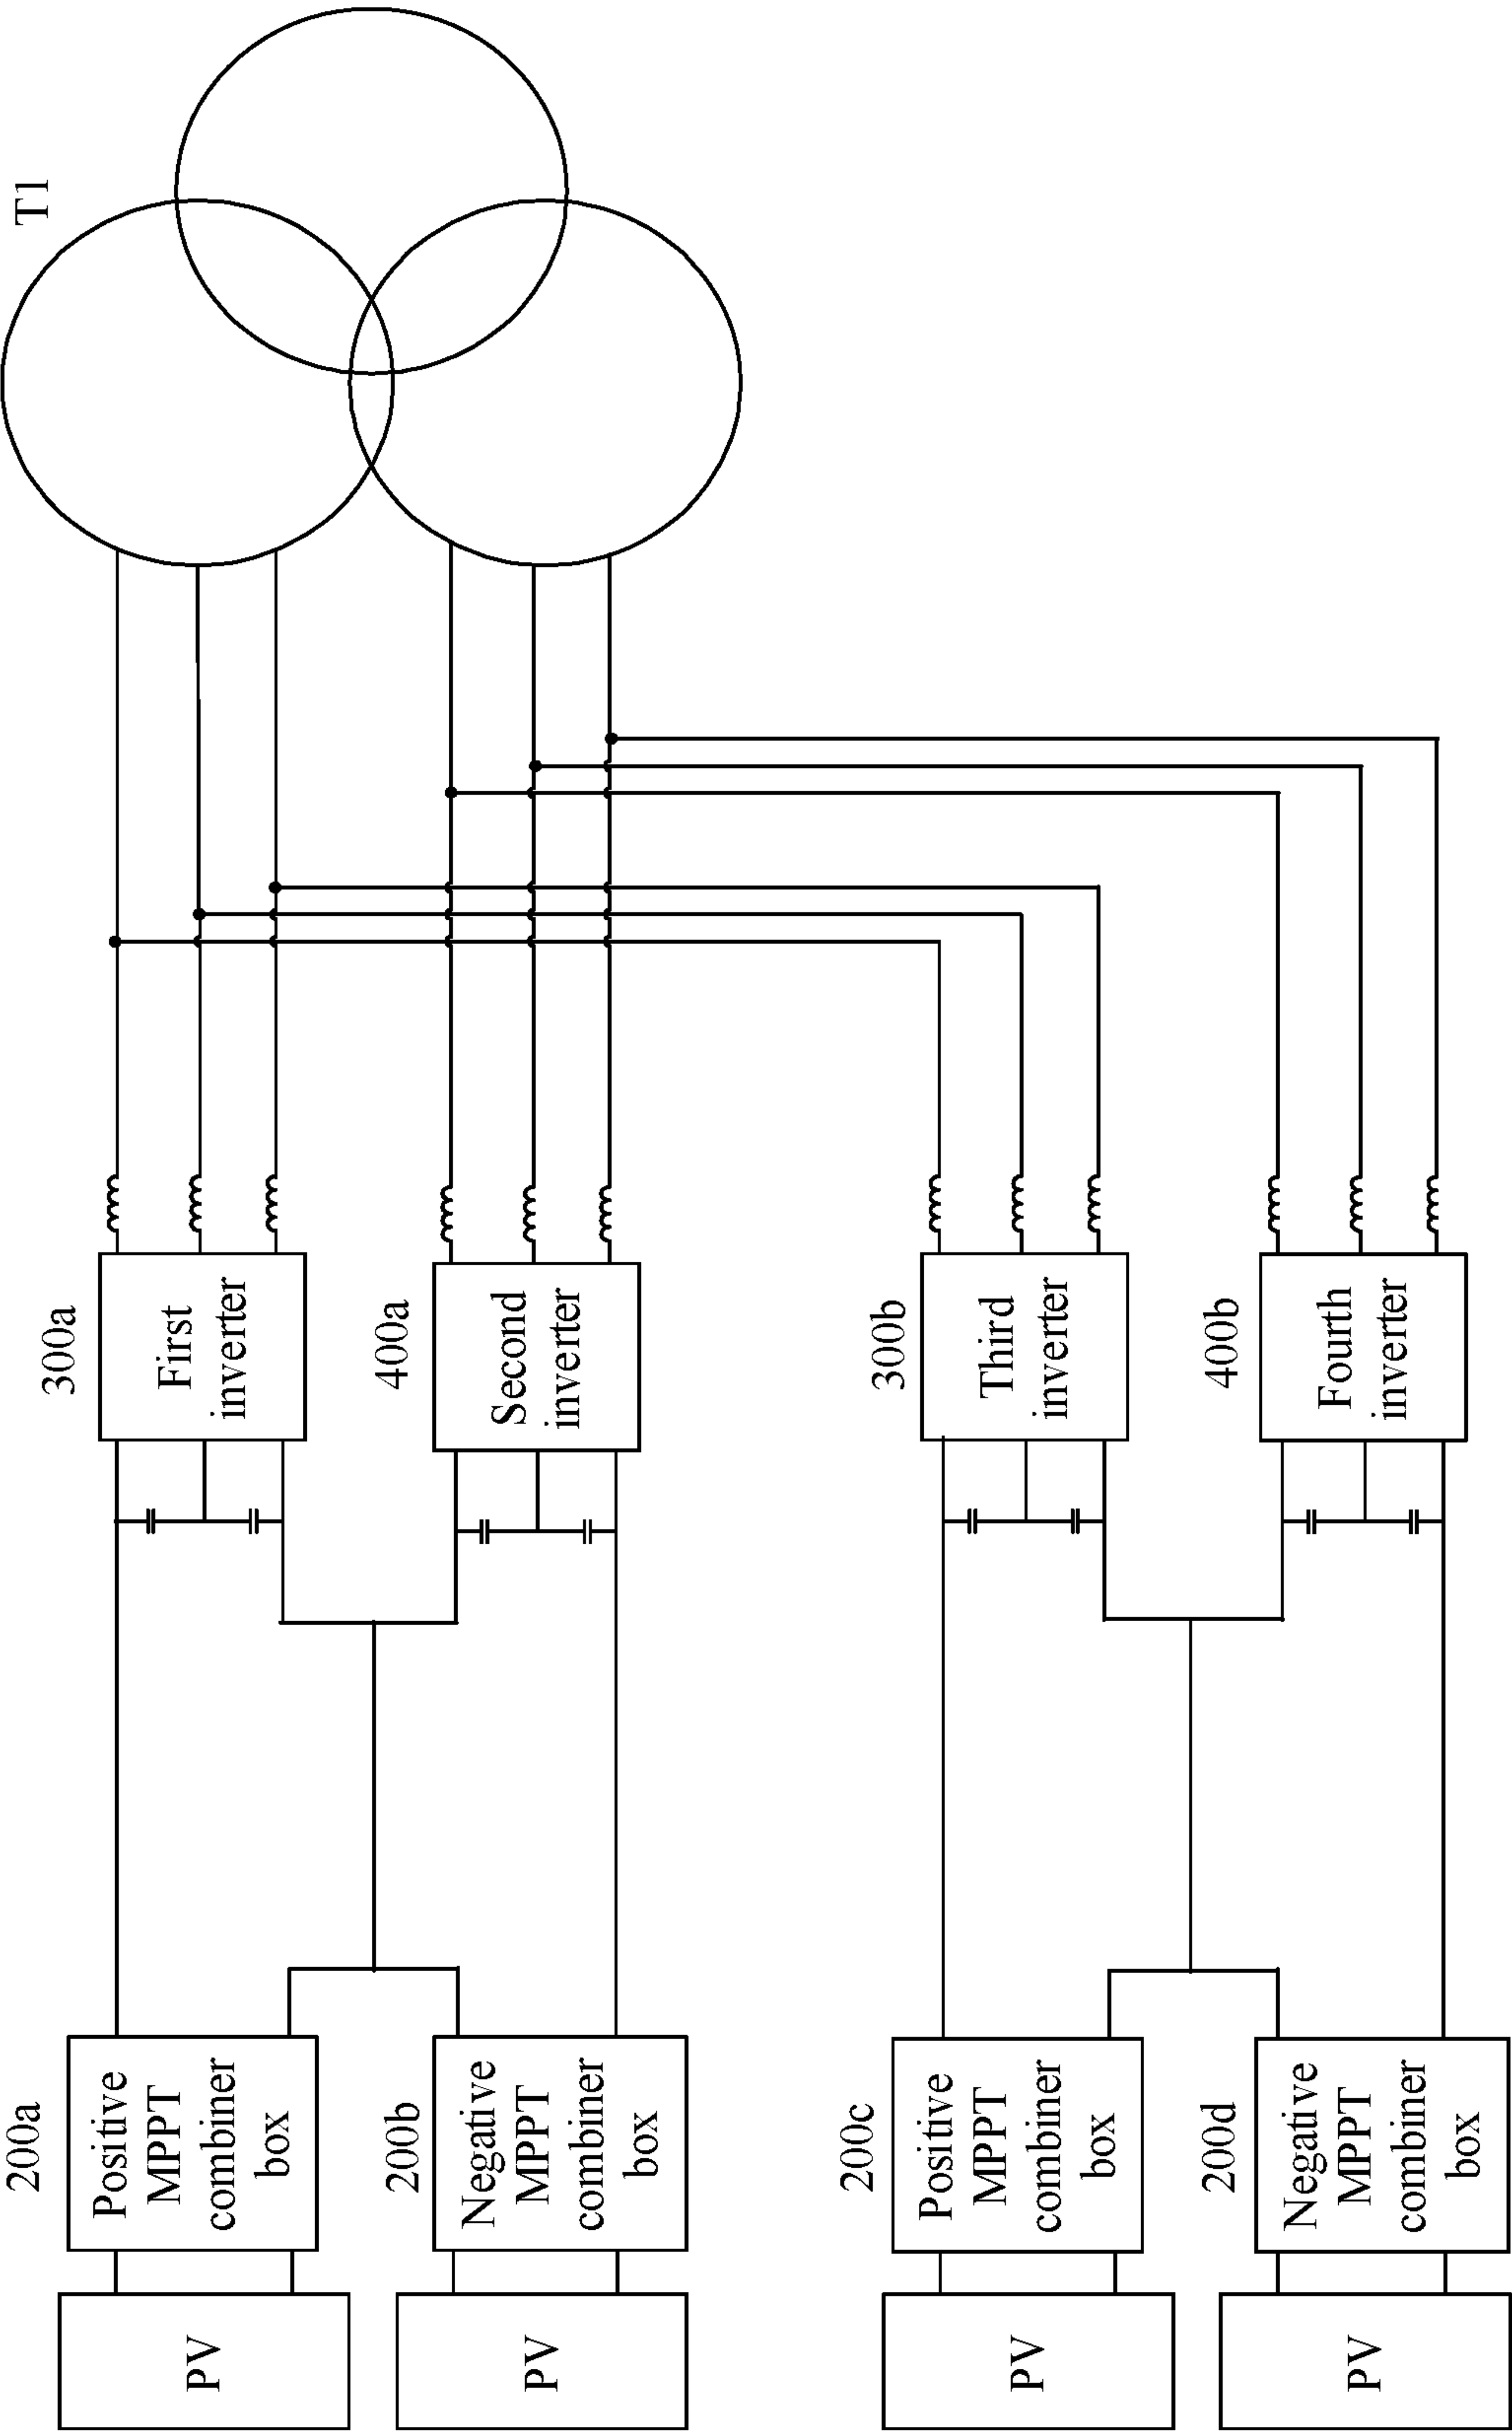 T1
300a
First
inverter
400a
Second
inverter
300b
Third
inverter
400b
Fourth
inverter
200a
Positive
MPPT
combiner
box
200b
Negative
MPPT
combiner
box
200c
Positive
MPPT
combiner
box
200d
Negative
MPPT
combiner
box
PV
PV
PV
PV